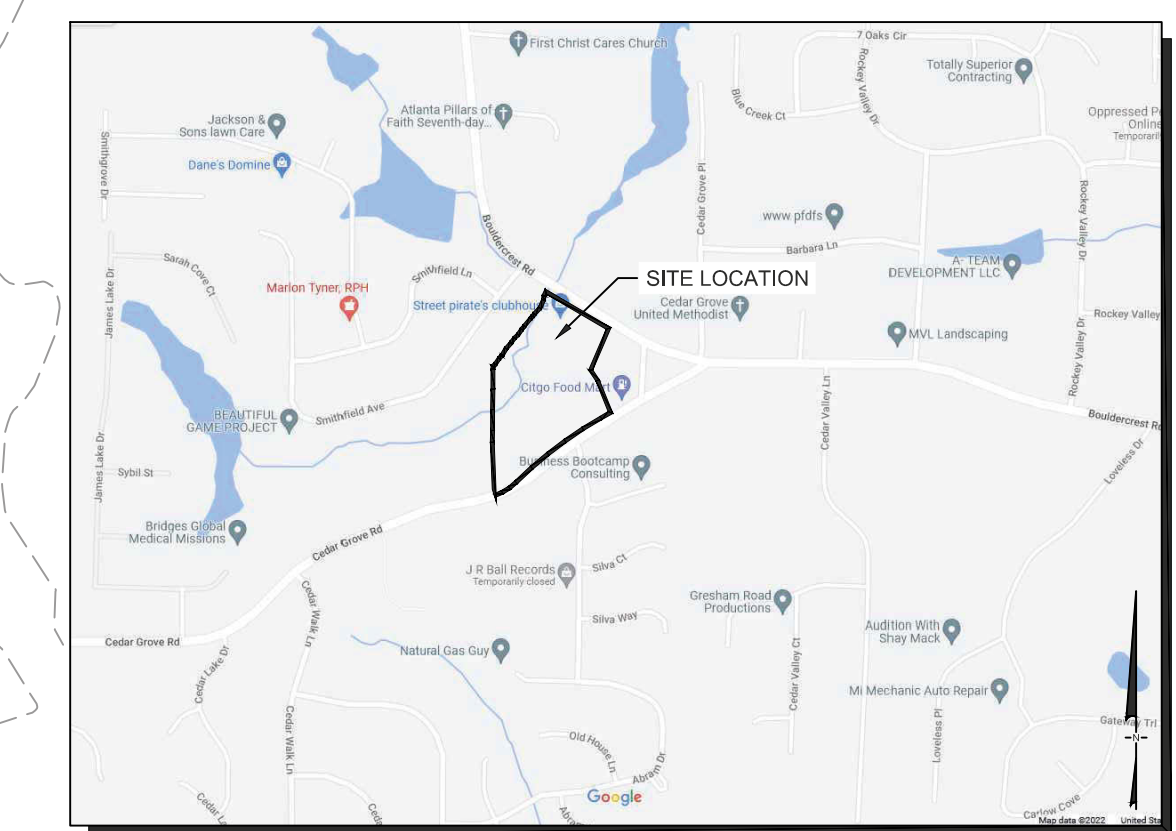 First Christ Cares Church
7 Oaks Cir
Totally Superior
Contracting
Rockey Valley Dr
Blue Creek Ct
Atlanta Pillars of
Faith Seventh-day...
Oppressed
Online
Jackson &
Sons lawn Care
Smithgrove Dr
Dane's Domine
Cedar Grove Pl
Rockey Valley Dr
www.pfdfs
Bouldercrest Rd
Barbara Ln
Sarah Cove Ct
Smithfield Ln
A- TEAM
DEVELOPMENT LLC
James Lake Dr
Marlon Tyner, RPH
SITE LOCATION
Street pirate's clubhouse
Cedar Grove
United Methodist
Rockey Valley
MVL Landscaping
Rockey Valley Dr
Citgo Food Mart
Cedar Valley Ln
Smithfield Ave
BEAUTIFUL
GAME PROJECT
Bouldercrest
Loveless Dr
James Lake Dr
Sybil St
Business Bootcamp
Consulting
Bridges Global
Medical Missions
Cedar Grove Rd
J R Ball Records
Temporarily closed
Silva Ct
Gresham Road
Productions
Cedar Walk Ln
Silva Way
Audition With
Shay Mack
Cedar Grove Rd
Natural Gas Guy
Cedar Lake Dr
Cedar Valley Ct
Mi Mechanic Auto Repair
Cedar Walk Ln
Loveless Pl
Gateway Trl
N
Old House Ln
Abram Dr
Google
Carlow Cove
Map data ©2022 United